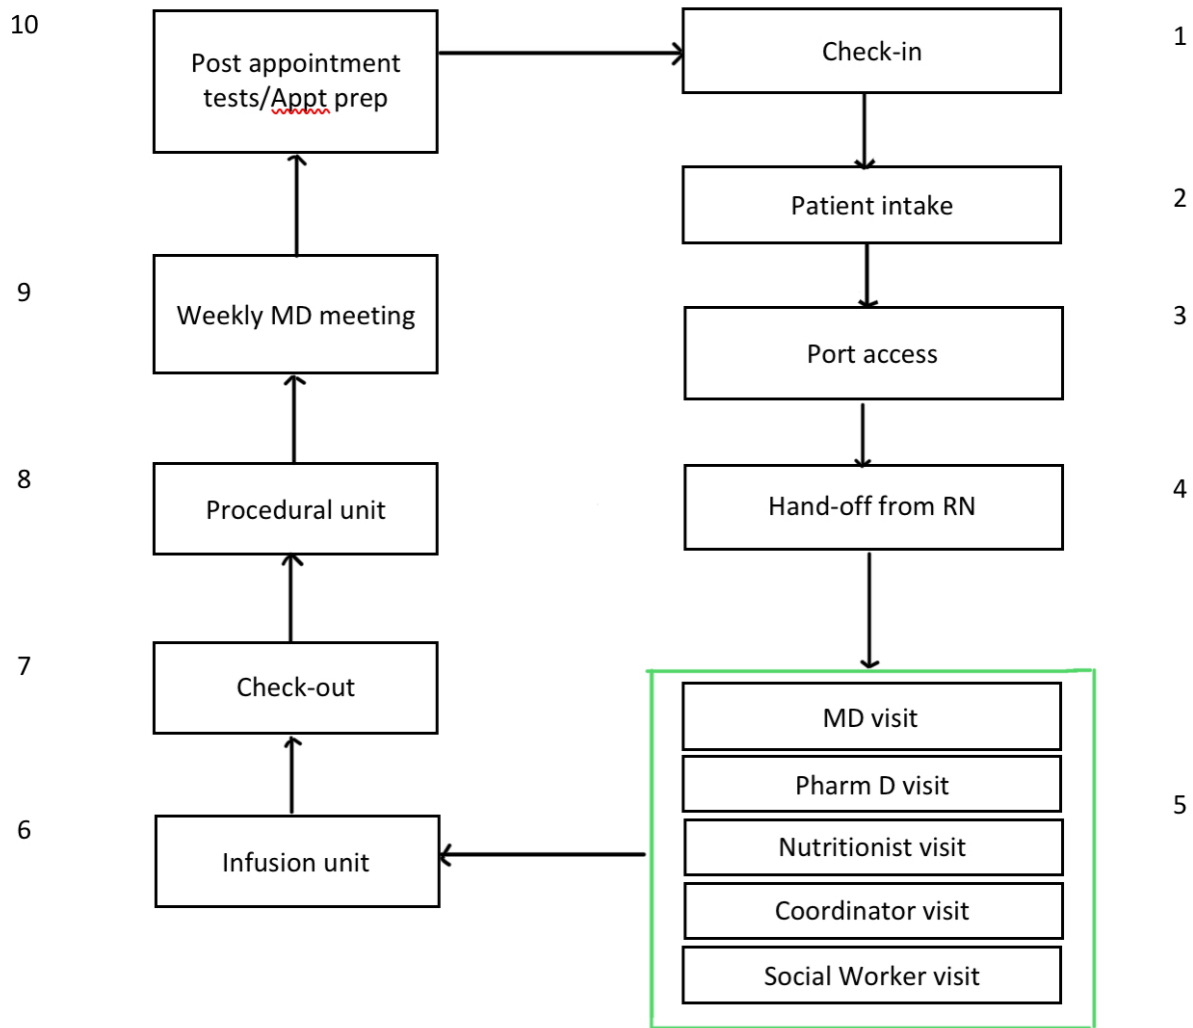 10
Post appointment
tests/Appt prep
Check-in
1
Patient intake
2
9
Weekly MD meeting
Port access
3
8
Procedural unit
Hand-off from RN
4
7
Check-out
MD visit
Pharm D visit
5
6
Infusion unit
Nutritionist visit
Coordinator visit
Social Worker visit